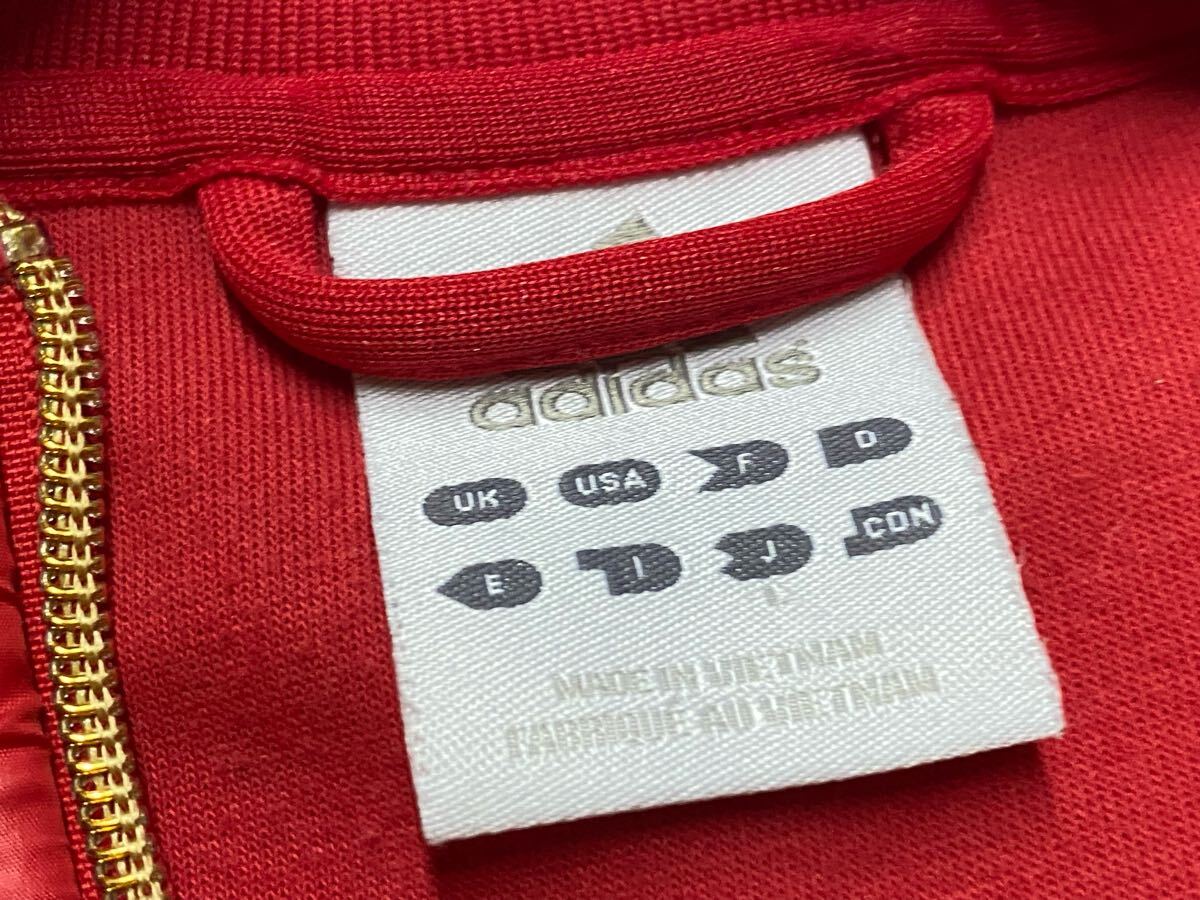 adidas
UK USA F D
E I J CDN
MADE IN VIETNAM
FABRIQUE AU VIETNAM